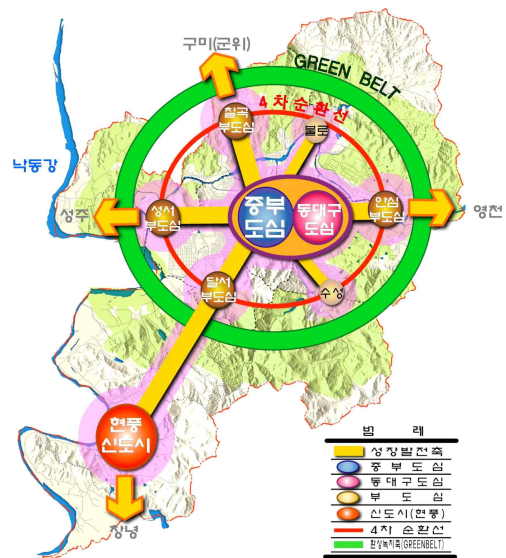 구미(군위)
GREEN BELT
4차순환선
칠곡
부도심
불로
낙동강
성주
성서
부도심
중부
도심
동대구
도심
안심
부도심
영천
달서
부도심
수성
현풍
신도시
창녕
범 례
성장발전축
중 부 도 심
동 대 구 도 심
부 도 심
신 도 시 (현 풍)
4차 순환선
환상녹지축(GREENBELT)